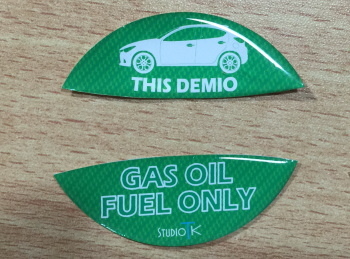 THIS DEMIO
GAS OIL
FUEL ONLY
STUDIO K